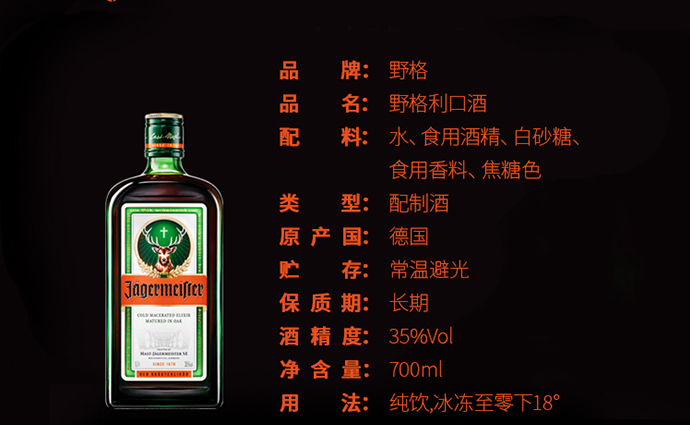 品牌：野格
品名：野格利口酒
配料：水、食用酒精、白砂糖、
食用香料、焦糖色
类型：配制酒
原产国：德国
贮存：常温避光
保质期：长期
酒精度：35%Vol
净含量：700ml
用法：纯饮,冰冻至零下18°
Jägermeister
COLD MACERATED ELIXIR
MATURED IN OAK
MAST-JÄGERMEISTER SE
SINCE 1878